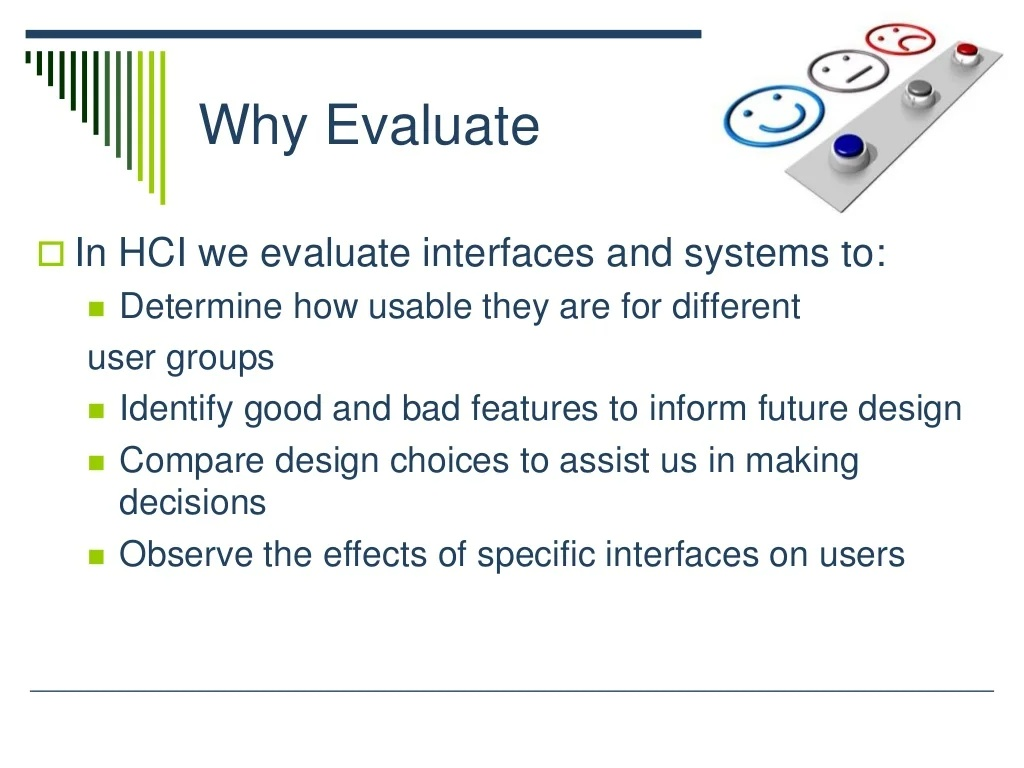 Why Evaluate
In HCI we evaluate interfaces and systems to:
Determine how usable they are for different
user groups
Identify good and bad features to inform future design
Compare design choices to assist us in making
decisions
Observe the effects of specific interfaces on users